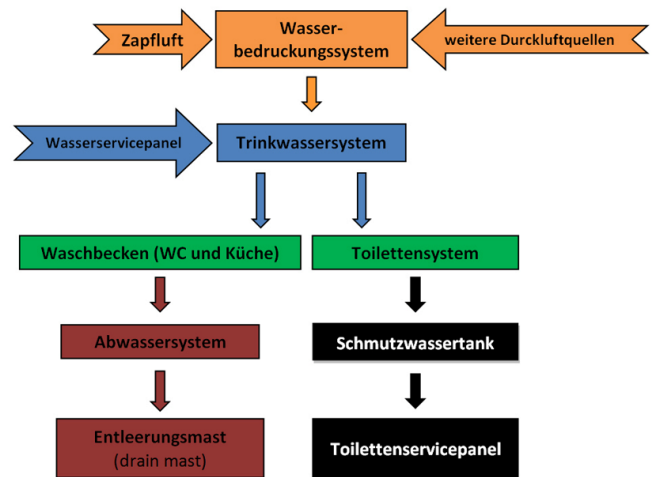 Zapfluft
Wasser-
bedruckungssystem
weitere Durckluftquellen
Wasserservicepanel
Trinkwassersystem
Waschbecken (WC und Küche)
Toilettensystem
Abwassersystem
Schmutzwassertank
Entleerungsmast
(drain mast)
Toilettenservicepanel